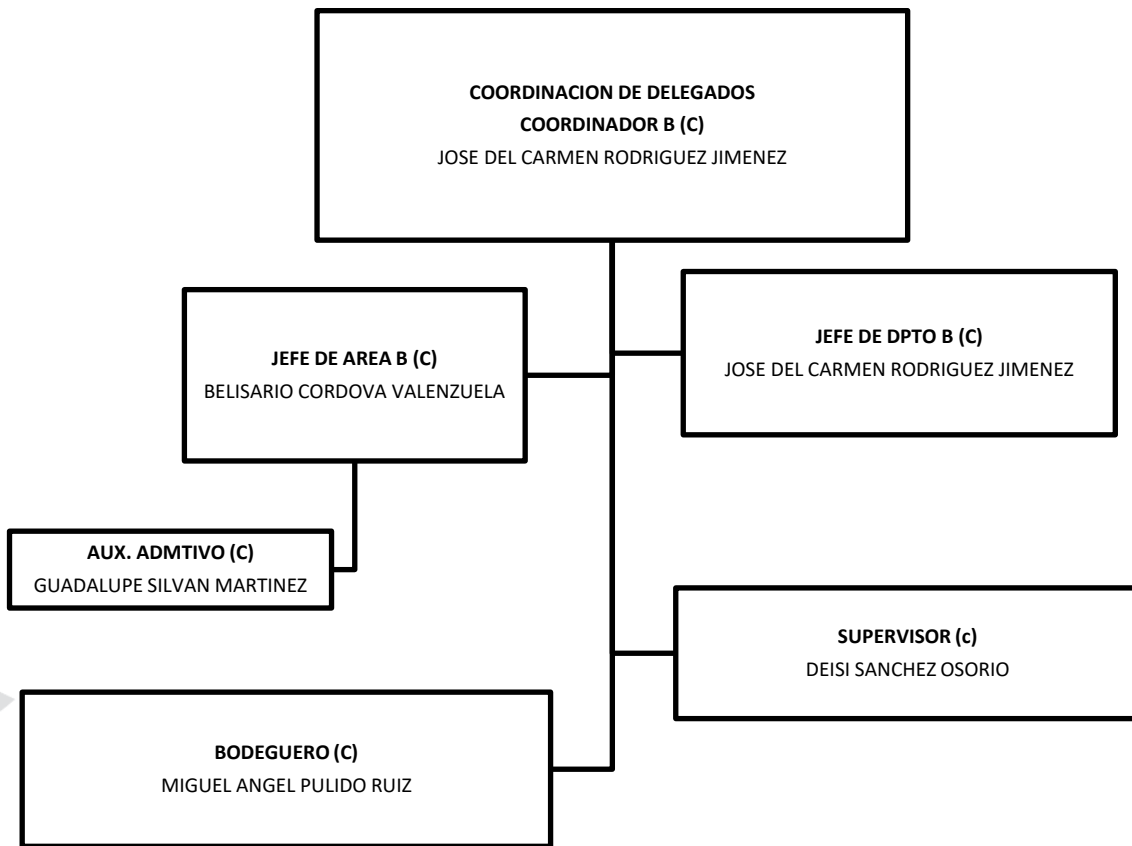 COORDINACION DE DELEGADOS
COORDINADOR B (C)
JOSE DEL CARMEN RODRIGUEZ JIMENEZ
JEFE DE AREA B (C)
BELISARIO CORDOVA VALENZUELA
JEFE DE DPTO B (C)
JOSE DEL CARMEN RODRIGUEZ JIMENEZ
AUX. ADMTIVO (C)
GUADALUPE SILVAN MARTINEZ
SUPERVISOR (c)
DEISI SANCHEZ OSORIO
BODEGUERO (C)
MIGUEL ANGEL PULIDO RUIZ